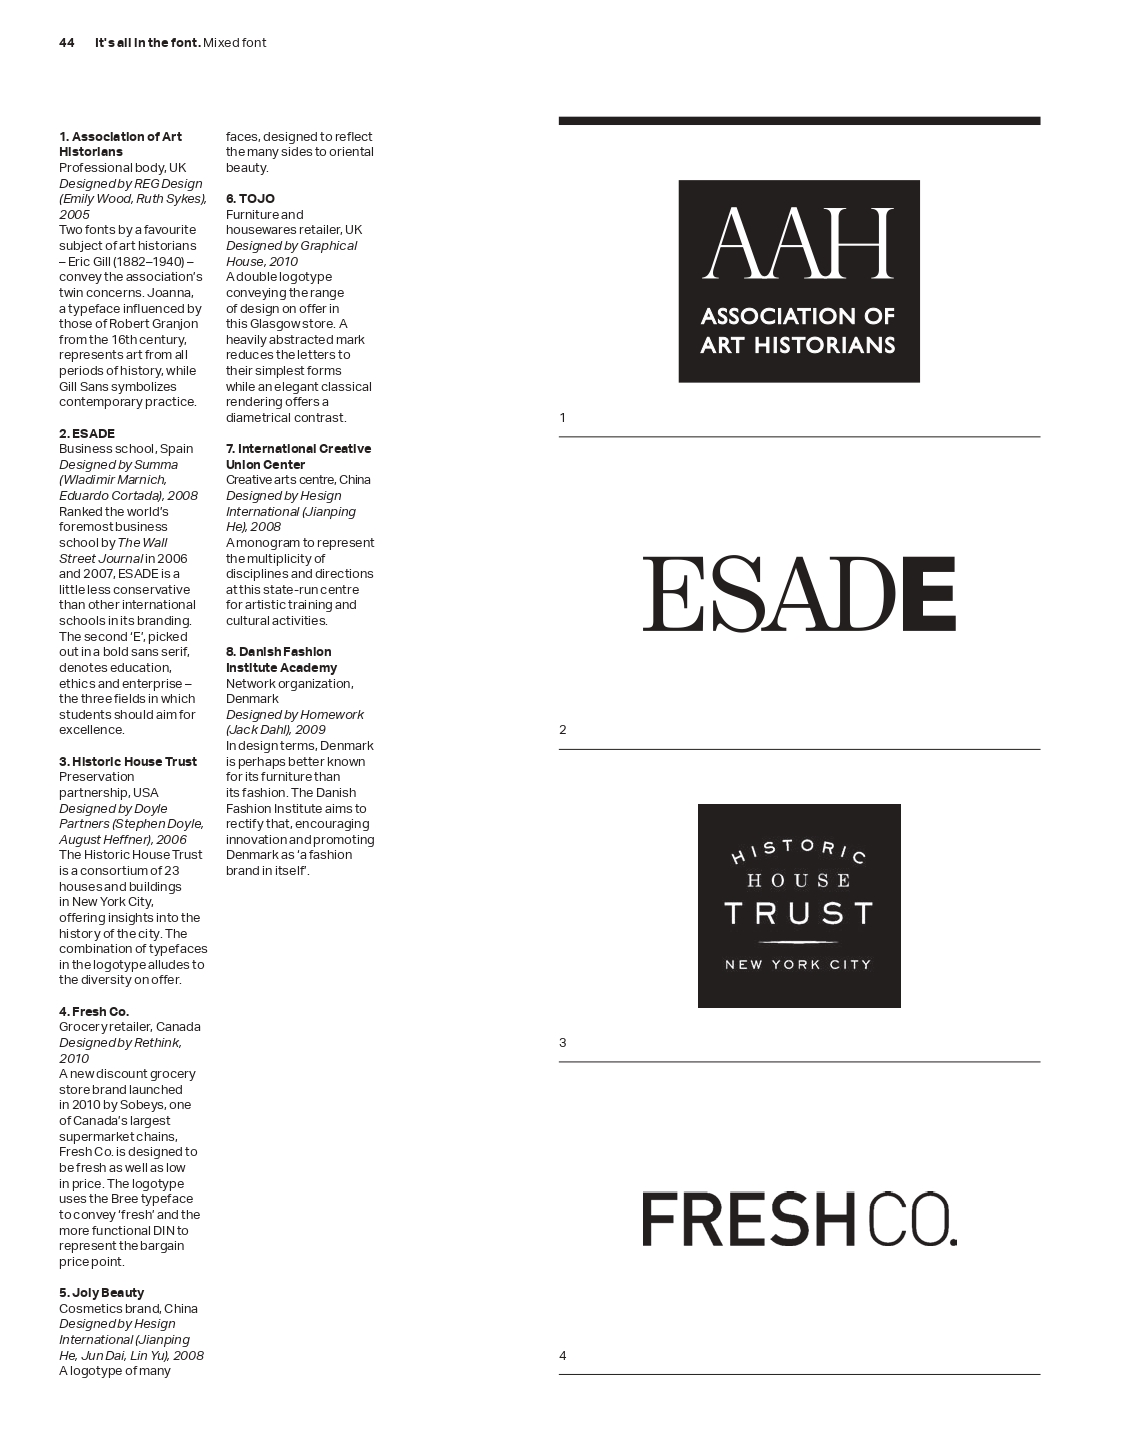 44 It's all in the font. Mixed font
1. Association of Art
Historians
Professional body, UK
Designed by REG Design
(Emily Wood, Ruth Sykes),
2005
Two fonts by a favourite
subject of art historians
– Eric Gill (1882–1940) –
convey the association's
twin concerns. Joanna,
a typeface influenced by
those of Robert Granjon
from the 16th century,
represents art from all
periods of history, while
Gill Sans symbolizes
contemporary practice.
2. ESADE
Business school, Spain
Designed by Summa
(Wladimir Marnich,
Eduardo Cortada), 2008
Ranked the world's
foremost business
school by The Wall
Street Journal in 2006
and 2007, ESADE is a
little less conservative
than other international
schools in its branding.
The second 'E', picked
out in a bold sans serif,
denotes education,
ethics and enterprise –
the three fields in which
students should aim for
excellence.
3. Historic House Trust
Preservation
partnership, USA
Designed by Doyle
Partners (Stephen Doyle,
August Heffner), 2006
The Historic House Trust
is a consortium of 23
houses and buildings
in New York City,
offering insights into the
history of the city. The
combination of typefaces
in the logotype alludes to
the diversity on offer.
4. Fresh Co.
Grocery retailer, Canada
Designed by Rethink,
2010
A new discount grocery
store brand launched
in 2010 by Sobeys, one
of Canada's largest
supermarket chains,
Fresh Co. is designed to
be fresh as well as low
in price. The logotype
uses the Bree typeface
to convey 'fresh' and the
more functional DIN to
represent the bargain
price point.
5. Joly Beauty
Cosmetics brand, China
Designed by Hesign
International (Jianping
He, Jun Dai, Lin Yu), 2008
A logotype of many
faces, designed to reflect
the many sides to oriental
beauty.
6. TOJO
Furniture and
housewares retailer, UK
Designed by Graphical
House, 2010
A double logotype
conveying the range
of design on offer in
this Glasgow store. A
heavily abstracted mark
reduces the letters to
their simplest forms
while an elegant classical
rendering offers a
diametrical contrast.
7. International Creative
Union Center
Creative arts centre, China
Designed by Hesign
International (Jianping
He), 2008
A monogram to represent
the multiplicity of
disciplines and directions
at this state-run centre
for artistic training and
cultural activities.
8. Danish Fashion
Institute Academy
Network organization,
Denmark
Designed by Homework
(Jack Dahl), 2009
In design terms, Denmark
is perhaps better known
for its furniture than
its fashion. The Danish
Fashion Institute aims to
rectify that, encouraging
innovation and promoting
Denmark as 'a fashion
brand in itself'.
AAH
ASSOCIATION OF
ART HISTORIANS
1
ESADE
2
HISTORIC
HOUSE
TRUST
NEW YORK CITY
3
FRESHCO.
4